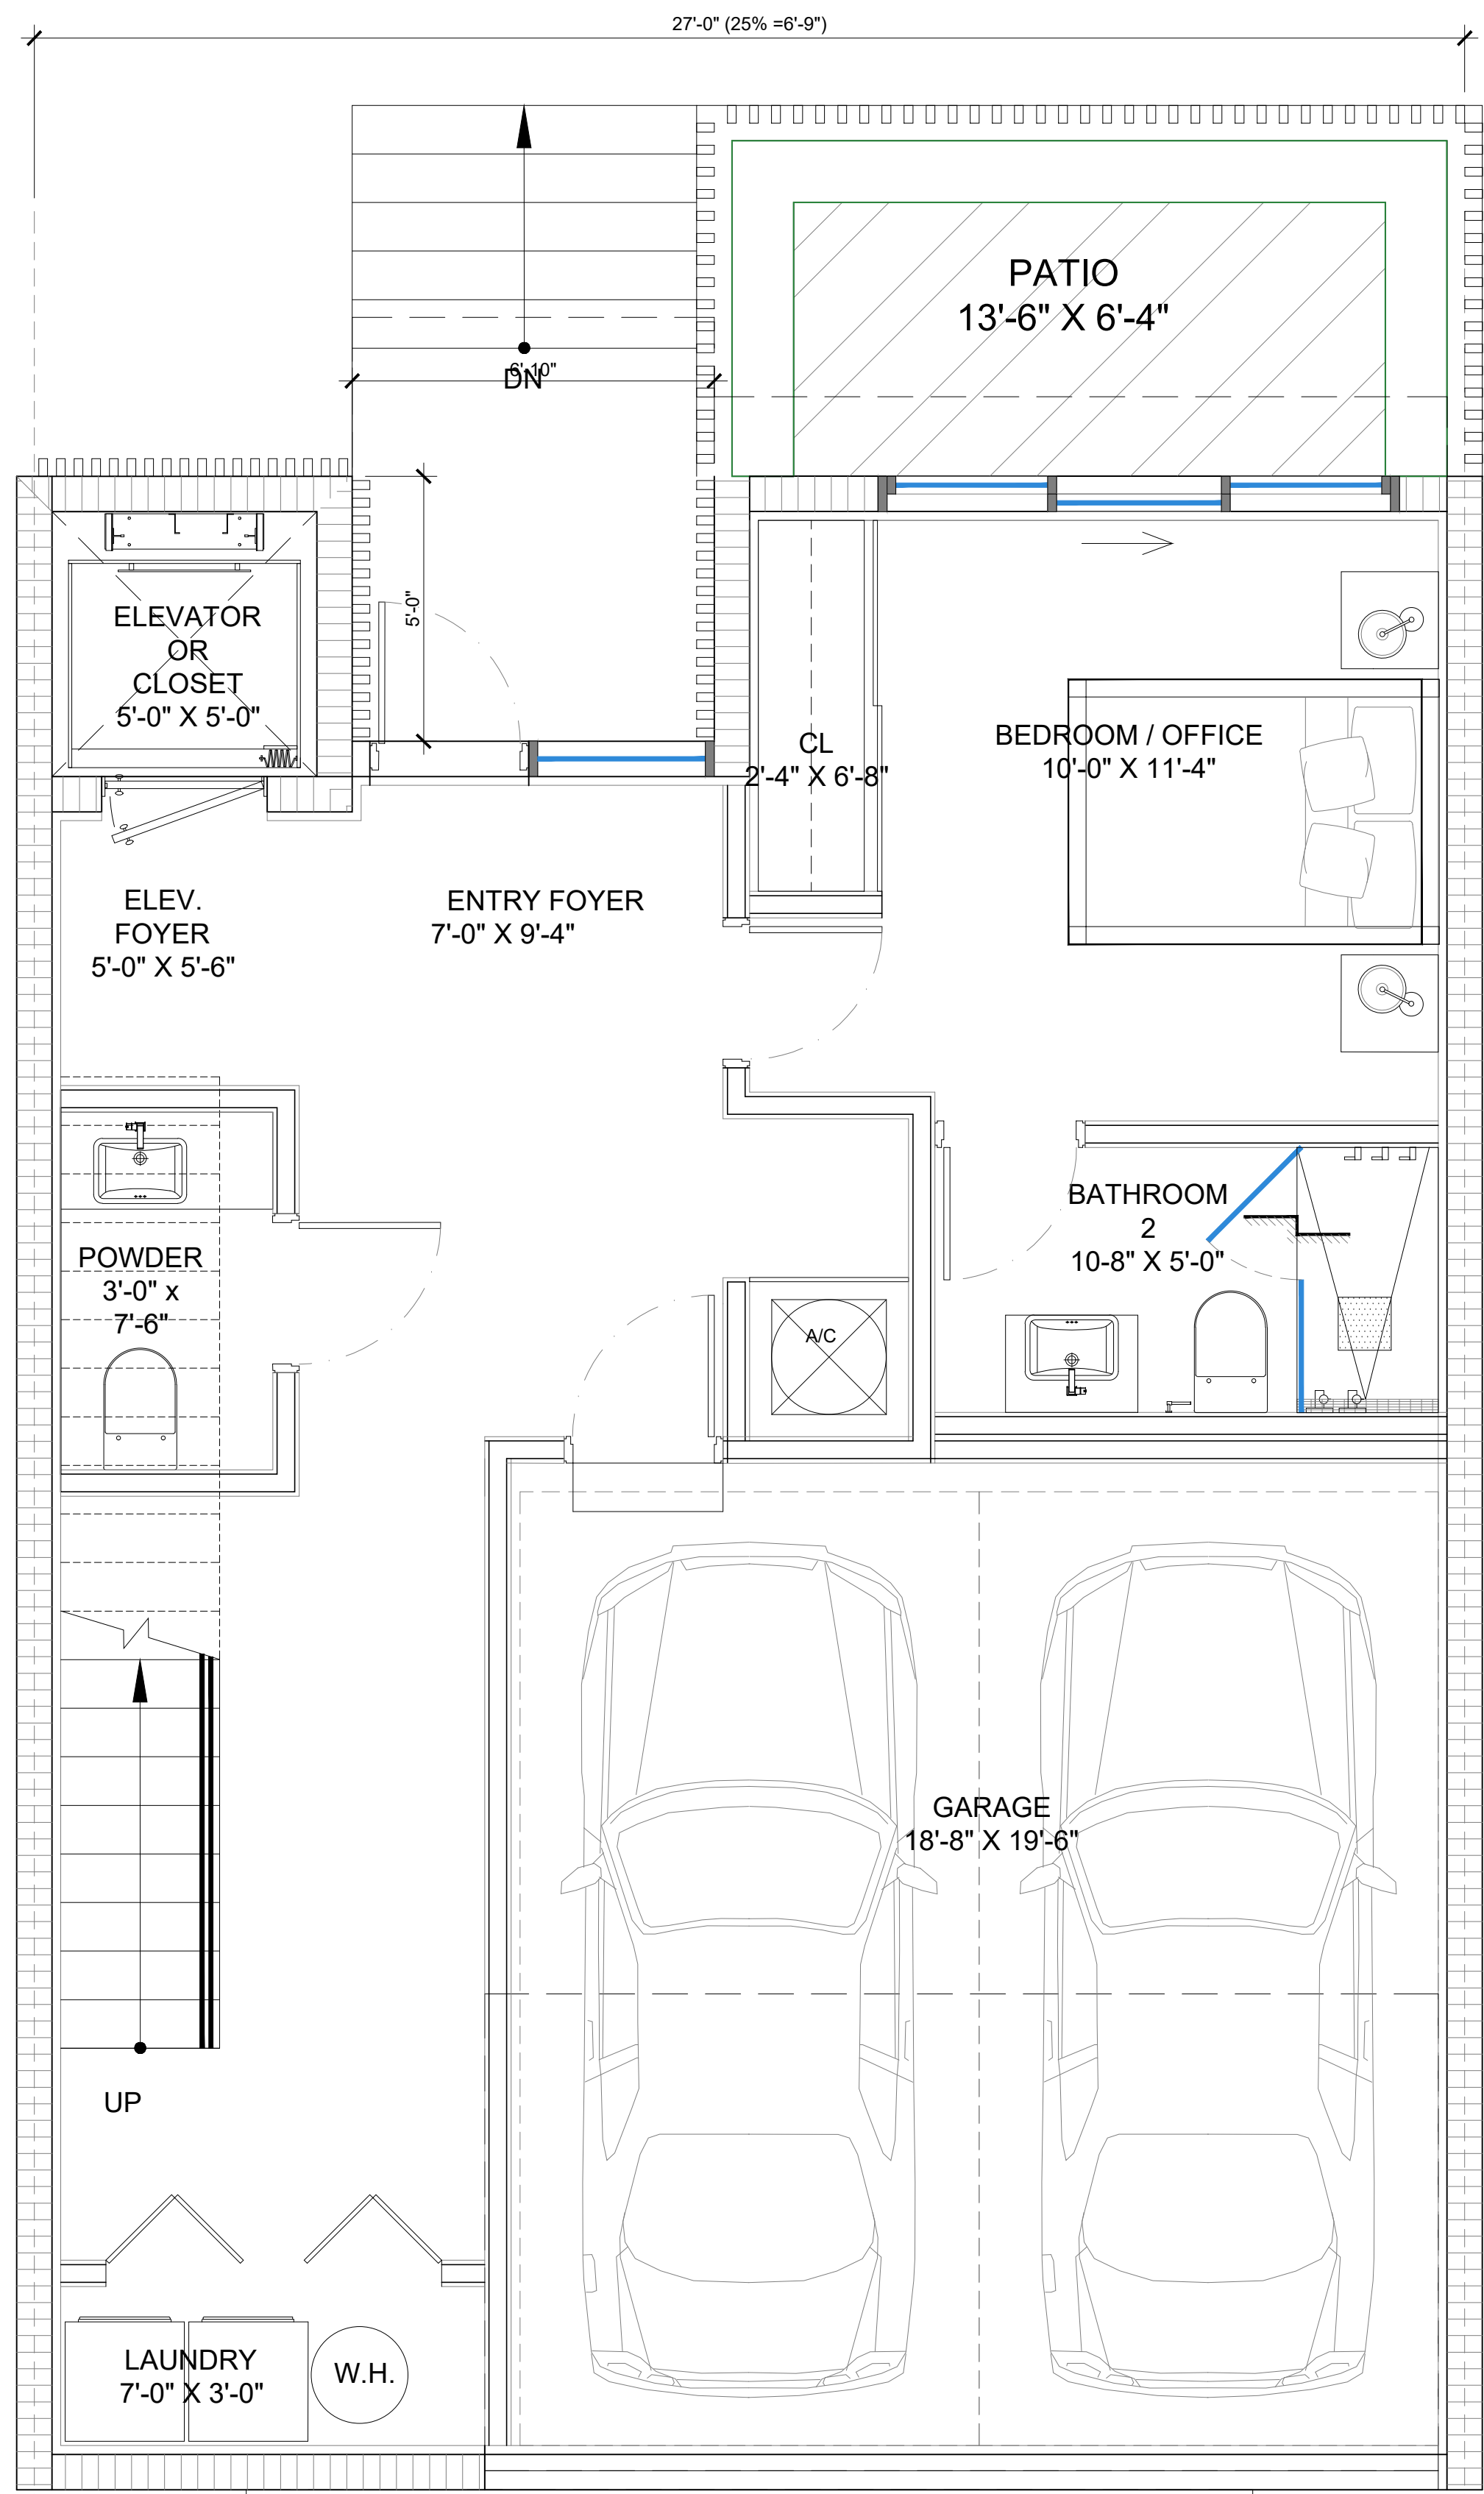 27'-0" (25% =6'-9")
PATIO
13'-6" X 6'-4"
6'-10"
DN
5'-0"
ELEVATOR
OR
CLOSET
5'-0" X 5'-0"
CL
2'-4" X 6'-8"
BEDROOM / OFFICE
10'-0" X 11'-4"
ELEV.
FOYER
5'-0" X 5'-6"
ENTRY FOYER
7'-0" X 9'-4"
BATHROOM
2
10-8" X 5'-0"
POWDER
3'-0" x
7'-6"
A/C
GARAGE
18'-8" X 19'-6"
UP
LAUNDRY
7'-0" X 3'-0"
W.H.